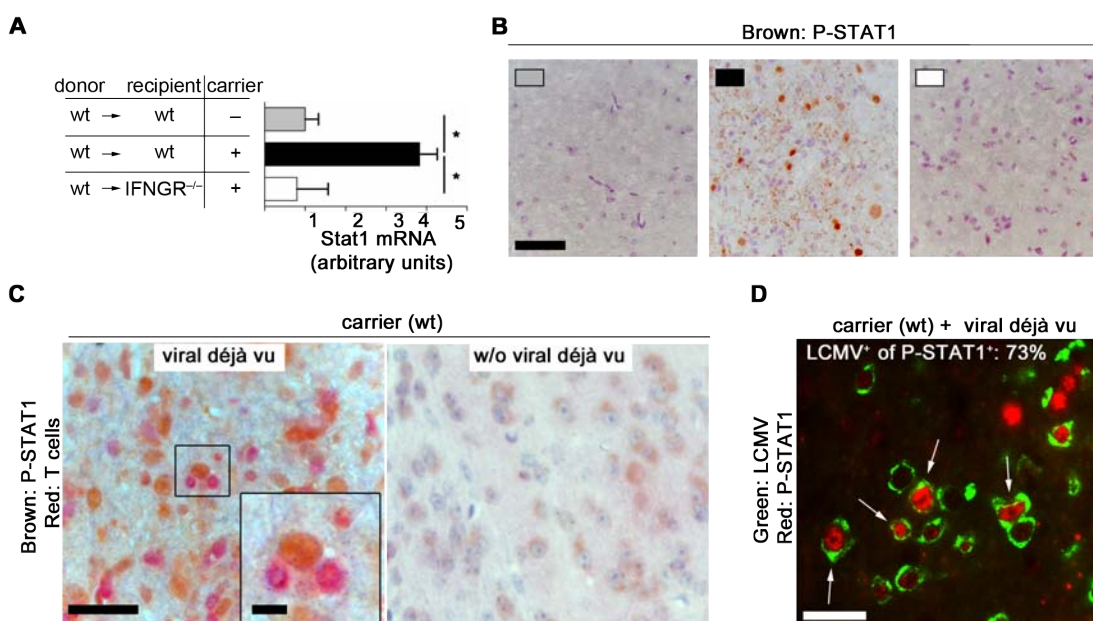 A
donor recipient carrier
wt → wt –
wt → wt +
wt → IFNGR–/– +
*
*
1 2 3 4 5
Stat1 mRNA
(arbitrary units)
B
Brown: P-STAT1
C
carrier (wt)
viral déjà vu
w/o viral déjà vu
Brown: P-STAT1
Red: T cells
D
carrier (wt) + viral déjà vu
LCMV+ of P-STAT1+: 73%
Green: LCMV
Red: P-STAT1